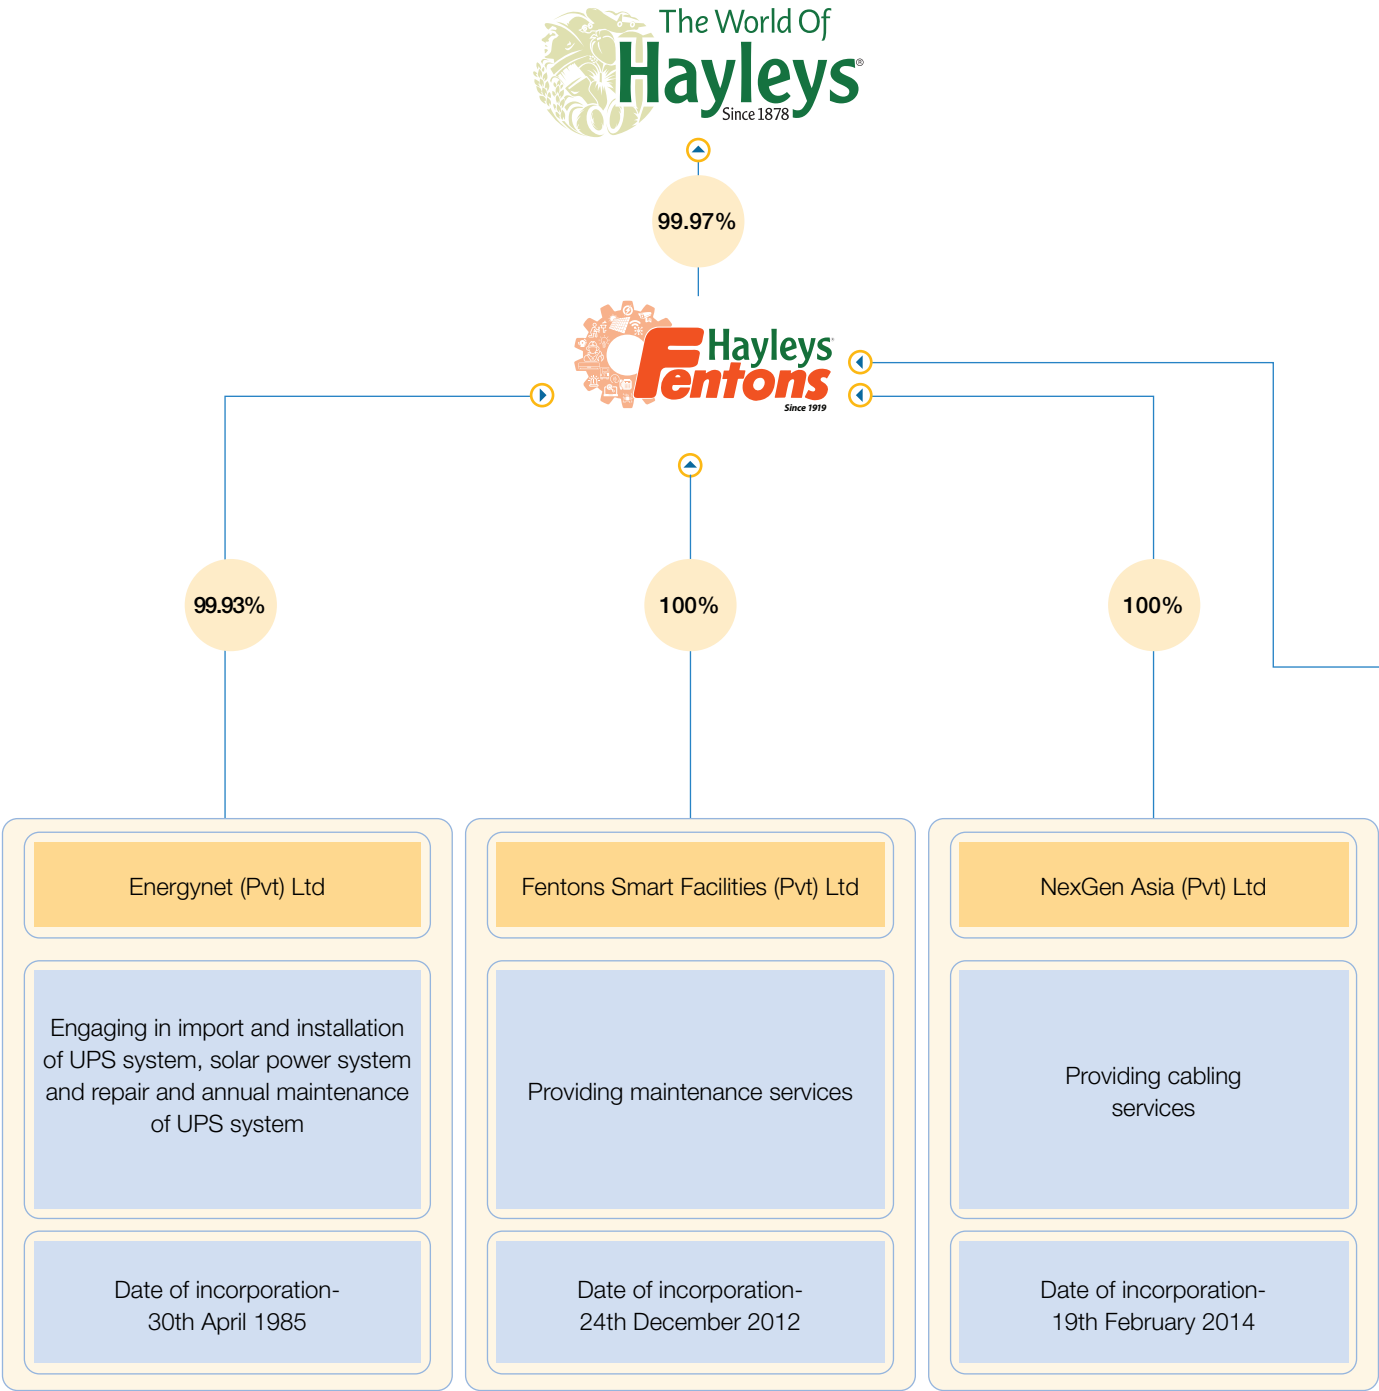 The World Of
Hayleys®
Since 1878
99.97%
Hayleys
Fentons
Since 1919
99.93%
100%
100%
Energynet (Pvt) Ltd
Engaging in import and installation
of UPS system, solar power system
and repair and annual maintenance
of UPS system
Date of incorporation-
30th April 1985
Fentons Smart Facilities (Pvt) Ltd
Providing maintenance services
Date of incorporation-
24th December 2012
NexGen Asia (Pvt) Ltd
Providing cabling
services
Date of incorporation-
19th February 2014